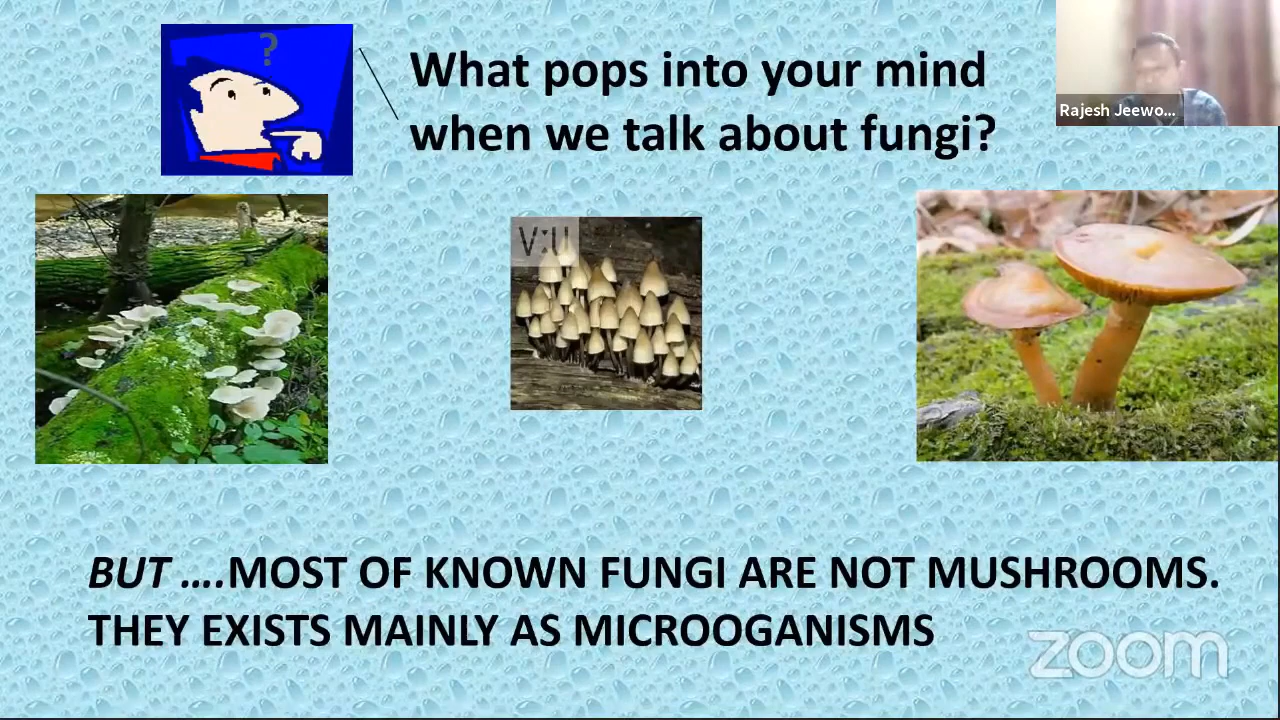 ?
What pops into your mind
when we talk about fungi?
Rajesh Jeewo...
V:U
BUT ....MOST OF KNOWN FUNGI ARE NOT MUSHROOMS.
THEY EXISTS MAINLY AS MICROOGANISMS
zoom